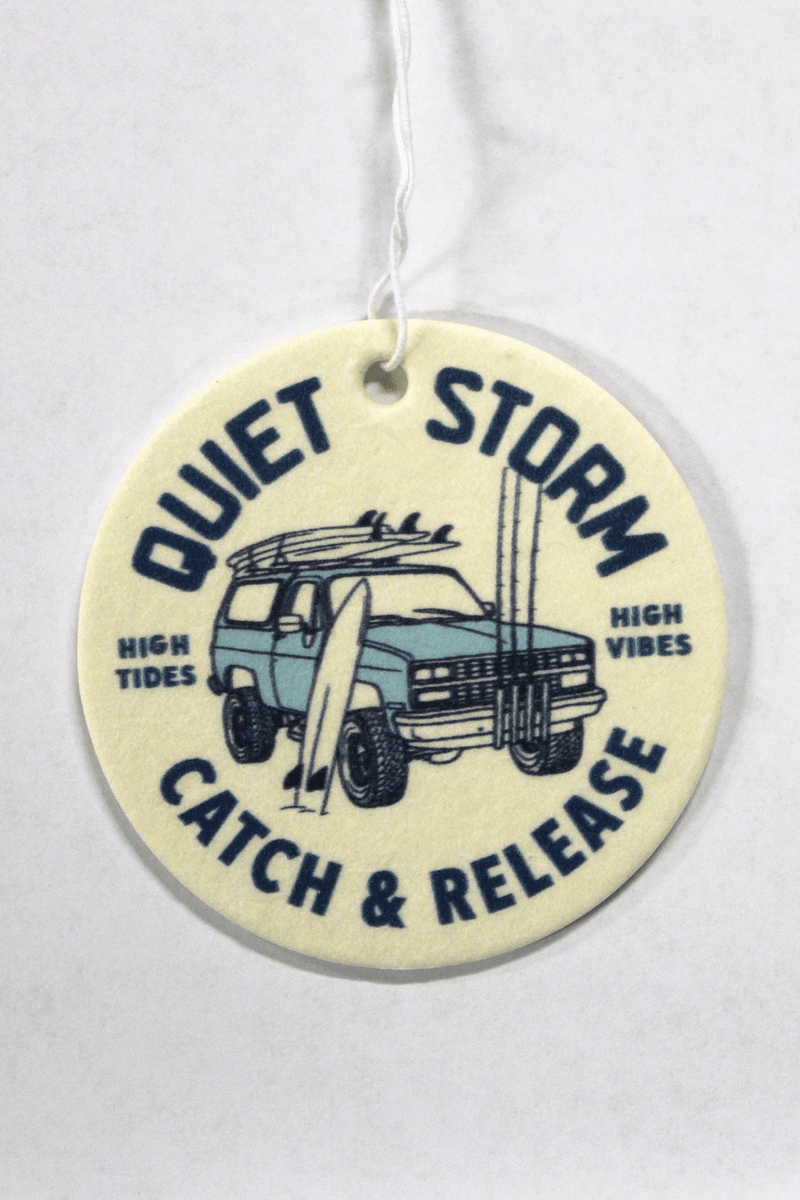 QUIET STORM
HIGH
TIDES
HIGH
VIBES
CATCH & RELEASE